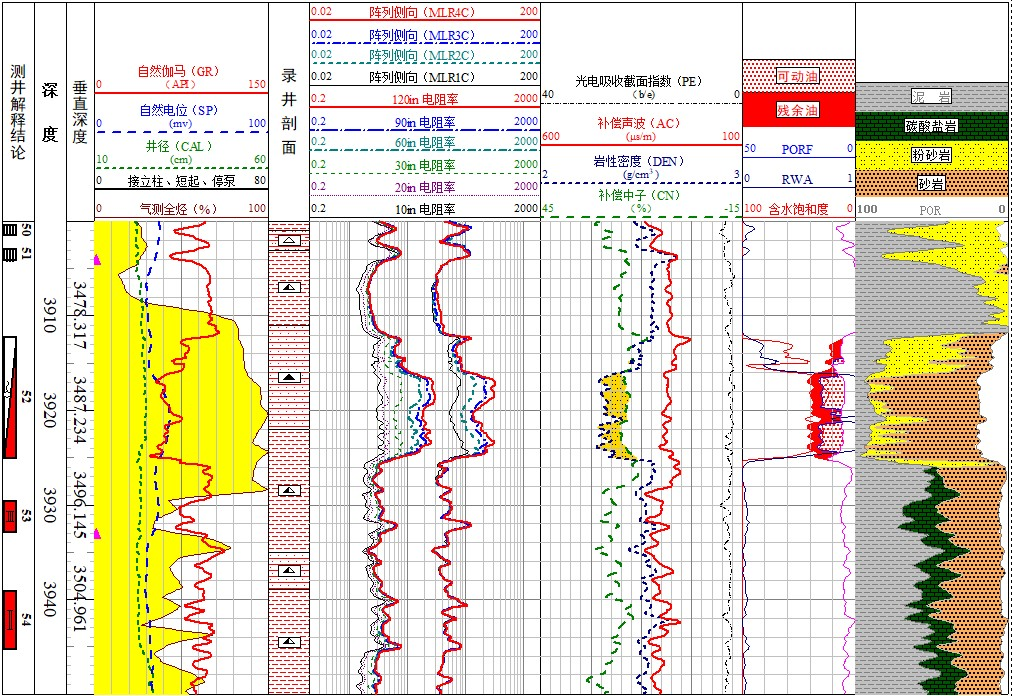 测井解释结论
深度
垂直深度
自然伽马（GR）
0 （API） 150
自然电位（SP）
0 (mv) 100
井径（CAL）
10 (cm) 60
0 接立柱、短起、停泵 80
0 气测全烃（%） 100
录井剖面
0.02 阵列侧向（MLR4C） 200
0.02 阵列侧向（MLR3C） 200
0.02 阵列侧向（MLR2C） 200
0.02 阵列侧向（MLR1C） 200
0.2 120in 电阻率 2000
0.2 90in 电阻率 2000
0.2 60in 电阻率 2000
0.2 30in 电阻率 2000
0.2 20in 电阻率 2000
0.2 10in 电阻率 2000
光电吸收截面指数（PE）
40 (b/e) 0
补偿声波（AC）
600 (μs/m) 100
岩性密度（DEN）
2 (g/cm³) 3
补偿中子（CN）
45 (%) -15
可动油
残余油
50 PORF 0
0 RWA 1
100 含水饱和度 0
泥 岩
碳酸盐岩
粉砂岩
砂岩
100 POR 0
50
51
52
53
54
3910
3920
3930
3940
3478.317
3487.234
3496.145
3504.961